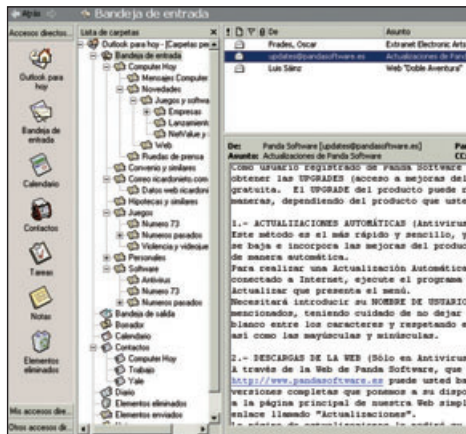 Atrás
Bandeja de entrada
Accesos directos...
Outlook para hoy
Bandeja de entrada
Calendario
Contactos
Tareas
Notas
Elementos eliminados
Mis accesos dire...
Otros accesos dir...
Lista de carpetas
Outlook para hoy - [Carpetas pe
Bandeja de entrada
Computer Hoy
Mensajes Computer
Novedades
Juegos y softwa
Empresas
Lanzamient
NetValue y
Web
Ruedas de prensa
Convenio y similares
Correo ricardoneto.com
Datos web ricardoni
Hipotecas y similares
Juegos
Numero 73
Numeros pasados
Violencia y videojue
Personales
Software
Antivirus
Numero 73
Numeros pasados
Bandeja de salida
Borrador
Calendario
Contactos
Computer Hoy
Trabajo
Yale
Diario
Elementos eliminados
Elementos enviados
De Asunto
Frades, Oscar Extranet Electronic Arts
updates@pandasoftware.es Actualizaciones de Pand
Luis Sáinz Web "Doble Aventura"
De: Panda Software [updates@pandasoftware.es] Pa
Asunto: Actualizaciones de Panda Software CC
Como usuario registrado de Panda Software
obtener las UPGRADES (acceso a mejoras del
gratuita. El UPGRADE del producto puede r
maneras, dependiendo del producto que uste
1.- ACTUALIZACIONES AUTOMÁTICAS (Antivirus
Este método es el más rápido y sencillo, y
se baja e incorpora las mejoras del produc
de manera automática.
Para realizar una Actualización Automática
conectado a Internet, ejecute el programa
Actualizar que presenta el menú.
Necesitará introducir su NOMBRE DE USUARIO
mencionados, teniendo cuidado de no dejar
blanco entre los caracteres y respetando e
así como las mayúsculas y minúsculas.
2.- DESCARGAS DE LA WEB (Sólo en Antivirus
A través de la Web de Panda Software, que
http://www.pandasoftware.es puede usted ba
versiones completas que ponemos a su dispo
a la página principal de nuestra Web simpl
enlace llamado "Actualizaciones".